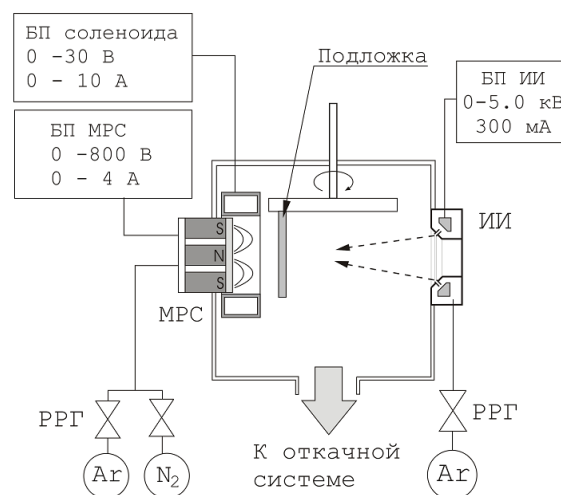 БП соленоида
0 -30 В
0 - 10 А
БП МРС
0 -800 В
0 - 4 А
Подложка
БП ИИ
0-5.0 кВ
300 мА
S
N
S
ИИ
МРС
РРГ
РРГ
Ar
N₂
К откачной
системе
Ar